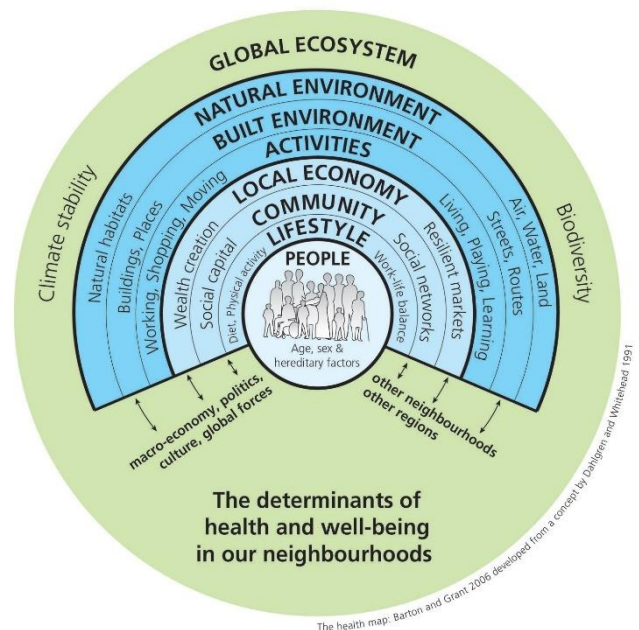 GLOBAL ECOSYSTEM
NATURAL ENVIRONMENT
BUILT ENVIRONMENT
ACTIVITIES
LOCAL ECONOMY
COMMUNITY
LIFESTYLE
PEOPLE
Age, sex &
hereditary factors
Climate stability
Natural habitats
Buildings, Places
Working, Shopping, Moving
Wealth creation
Social capital
Diet, Physical activity
Work-life balance
Social networks
Resilient markets
Living, Playing, Learning
Streets, Routes
Air, Water, Land
Biodiversity
macro-economy, politics,
culture, global forces
other neighbourhoods
other regions
The determinants of
health and well-being
in our neighbourhoods
The health map: Barton and Grant 2006 developed from a concept by Dahlgren and Whitehead 1991